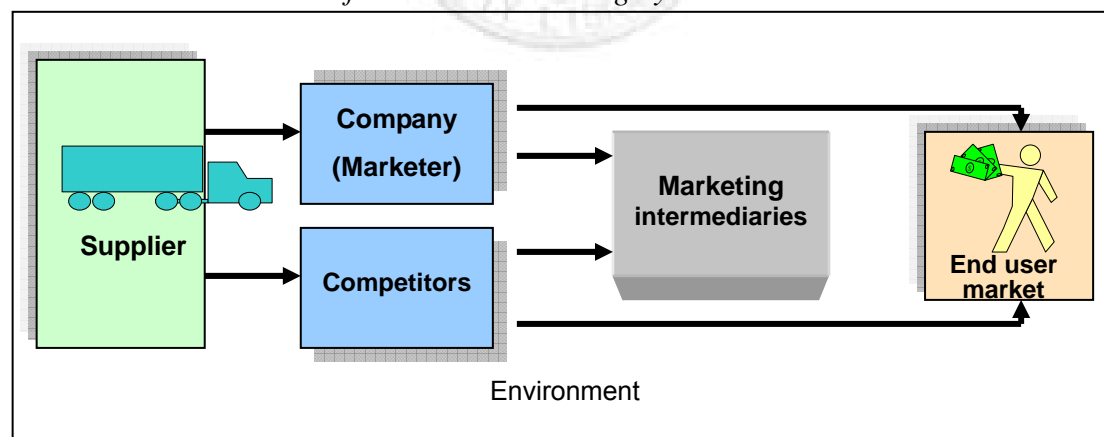 Company
(Marketer)
Marketing
intermediaries
Supplier
Competitors
End user
market
Environment